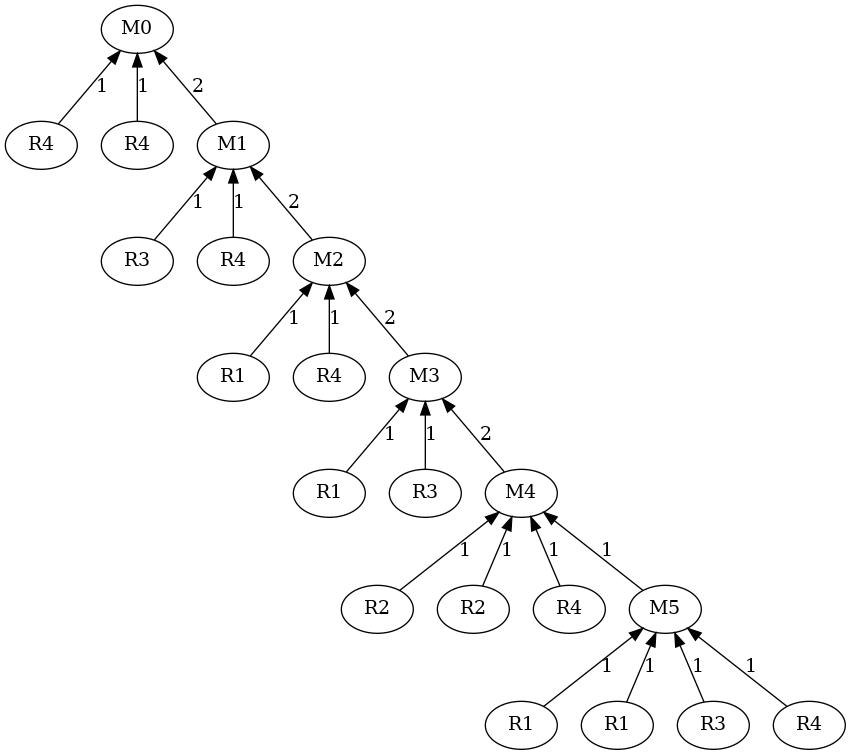 M0
1 1 2
R4 R4 M1
1 1 2
R3 R4 M2
1 1 2
R1 R4 M3
1 1 2
R1 R3 M4
1 1 1 1
R2 R2 R4 M5
1 1 1 1
R1 R1 R3 R4